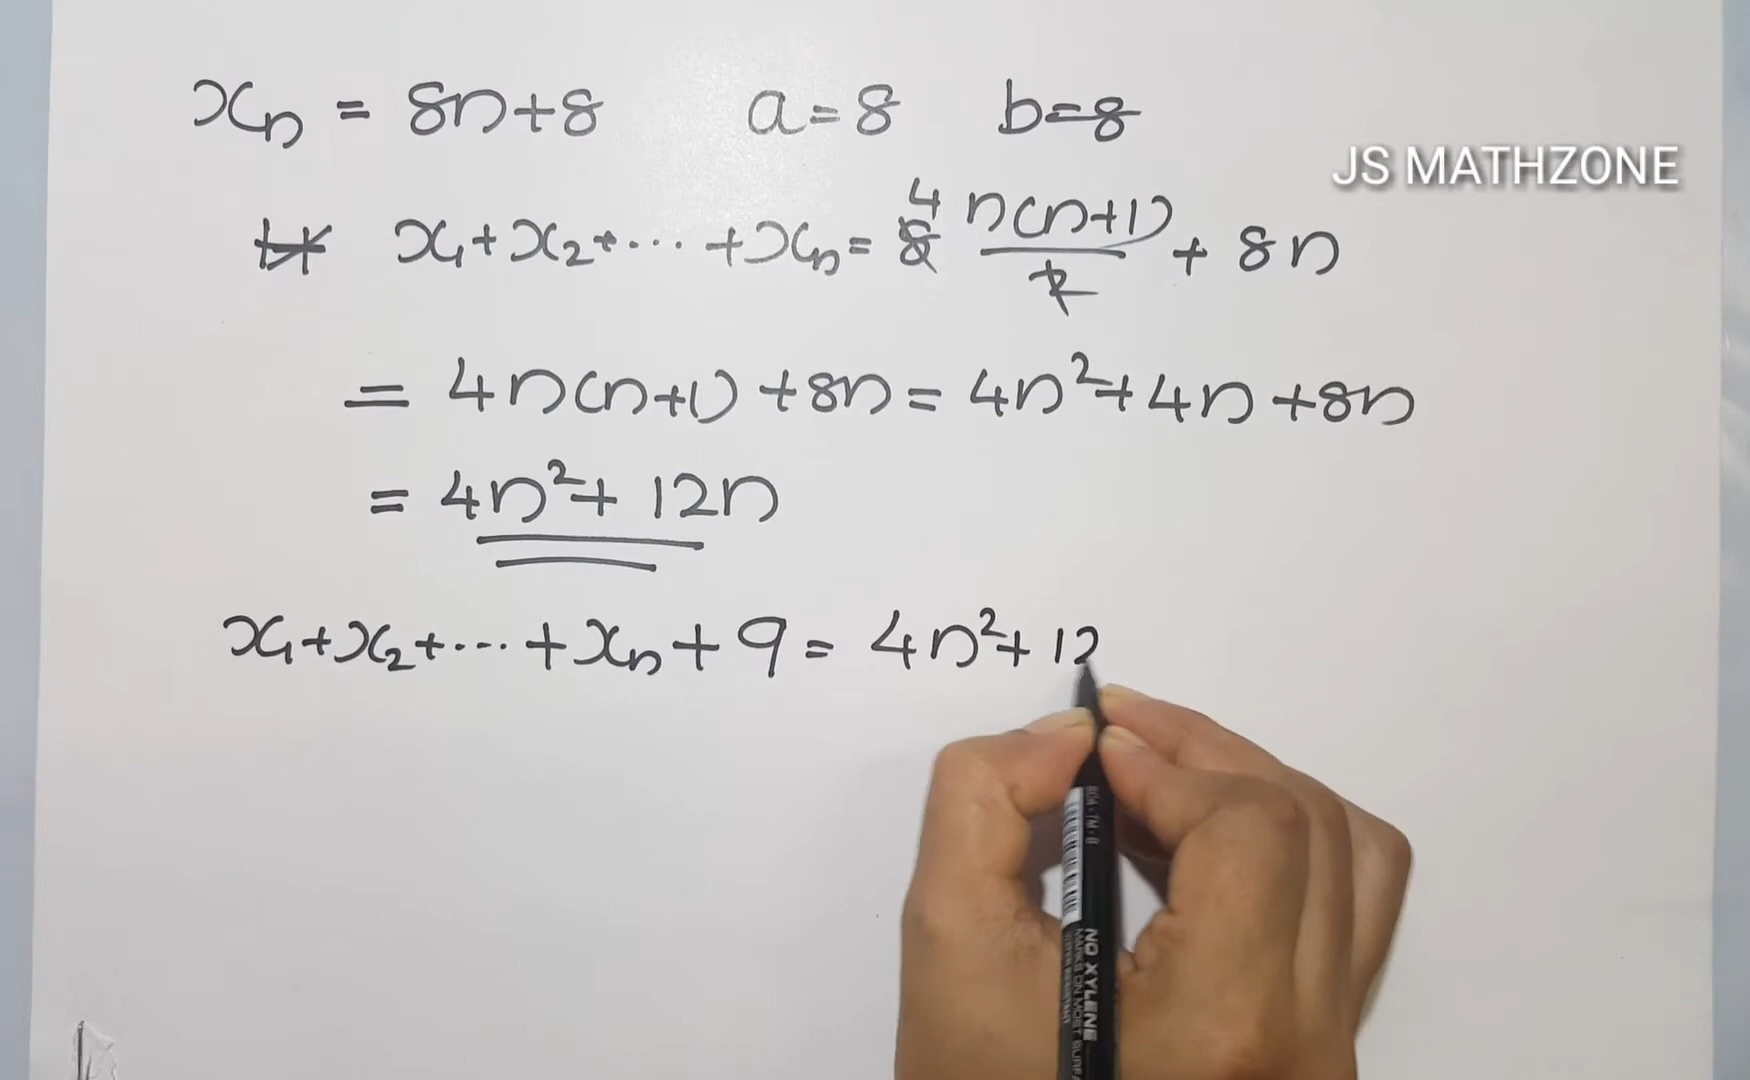 xₙ = 8n+8 a=8 b=8
JS MATHZONE
x₁+x₂+···+xₙ= 8 4 n(n+1)/2 + 8n
= 4n(n+1) +8n = 4n²+4n+8n
= 4n²+ 12n
x₁+x₂+···+xₙ+9= 4n²+12
NO XYLENE